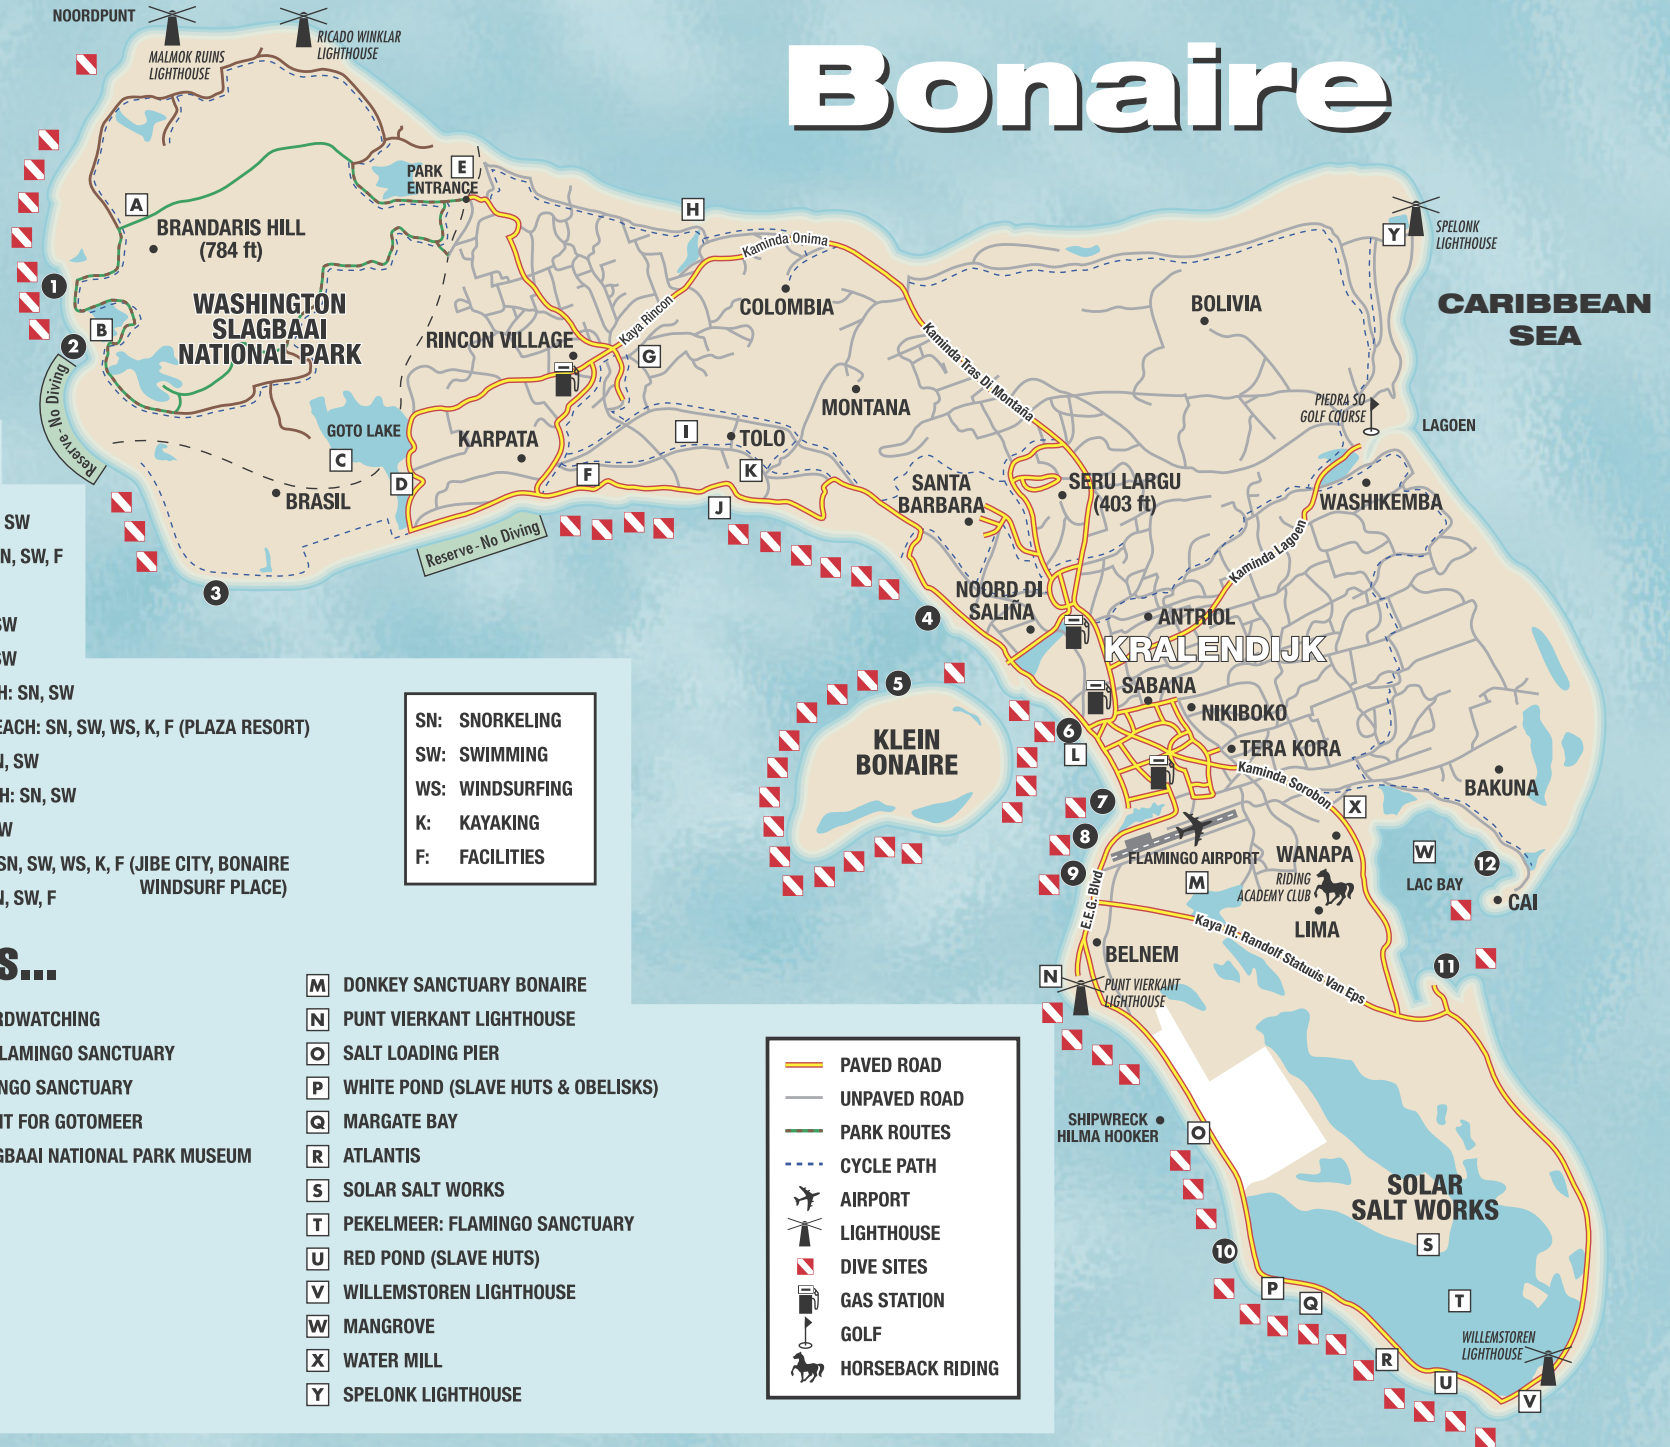 Bonaire
NOORDPUNT
MALMOK RUINS
LIGHTHOUSE
RICADO WINKLAR
LIGHTHOUSE
PARK
ENTRANCE
E
A
H
BRANDARIS HILL
(784 ft)
WASHINGTON
SLAGBAAI
NATIONAL PARK
1
B
2
Reserve - No Diving
GOTO LAKE
C
D
BRASIL
3
RINCON VILLAGE
KARPATA
Kaya Rincon
Kaminda Onima
COLOMBIA
G
MONTANA
I
TOLO
F
K
J
Reserve - No Diving
Kaminda Tras Di Montaña
BOLIVIA
Y
SPELONK
LIGHTHOUSE
CARIBBEAN
SEA
PIEDRA SO
GOLF COURSE
LAGOEN
WASHIKEMBA
SANTA
BARBARA
SERU LARGU
(403 ft)
Kaminda Lagoen
NOORD DI
SALIÑA
4
ANTRIOL
KRALENDIJK
SABANA
NIKIBOKO
TERA KORA
Kaminda Sorobon
BAKUNA
5
KLEIN
BONAIRE
6
L
7
8
9
X
FLAMINGO AIRPORT
M
WANAPA
RIDING
ACADEMY CLUB
LIMA
W
LAC BAY
12
CAI
11
E.E.G. Blvd
Kaya IR. Randolf Statuuis Van Eps
BELNEM
N
PUNT VIERKANT
LIGHTHOUSE
SHIPWRECK
HILMA HOOKER
O
10
SOLAR
SALT WORKS
S
T
P
Q
R
U
V
WILLEMSTOREN
LIGHTHOUSE
SW
N, SW, F
SW
SW
H: SN, SW
EACH: SN, SW, WS, K, F (PLAZA RESORT)
N, SW
H: SN, SW
W
SN, SW, WS, K, F (JIBE CITY, BONAIRE
WINDSURF PLACE)
N, SW, F
SN: SNORKELING
SW: SWIMMING
WS: WINDSURFING
K: KAYAKING
F: FACILITIES
S...
RDWATCHING
LAMINGO SANCTUARY
NGO SANCTUARY
NT FOR GOTOMEER
GBAAI NATIONAL PARK MUSEUM
M DONKEY SANCTUARY BONAIRE
N PUNT VIERKANT LIGHTHOUSE
O SALT LOADING PIER
P WHITE POND (SLAVE HUTS & OBELISKS)
Q MARGATE BAY
R ATLANTIS
S SOLAR SALT WORKS
T PEKELMEER: FLAMINGO SANCTUARY
U RED POND (SLAVE HUTS)
V WILLEMSTOREN LIGHTHOUSE
W MANGROVE
X WATER MILL
Y SPELONK LIGHTHOUSE
PAVED ROAD
UNPAVED ROAD
PARK ROUTES
CYCLE PATH
AIRPORT
LIGHTHOUSE
DIVE SITES
GAS STATION
GOLF
HORSEBACK RIDING